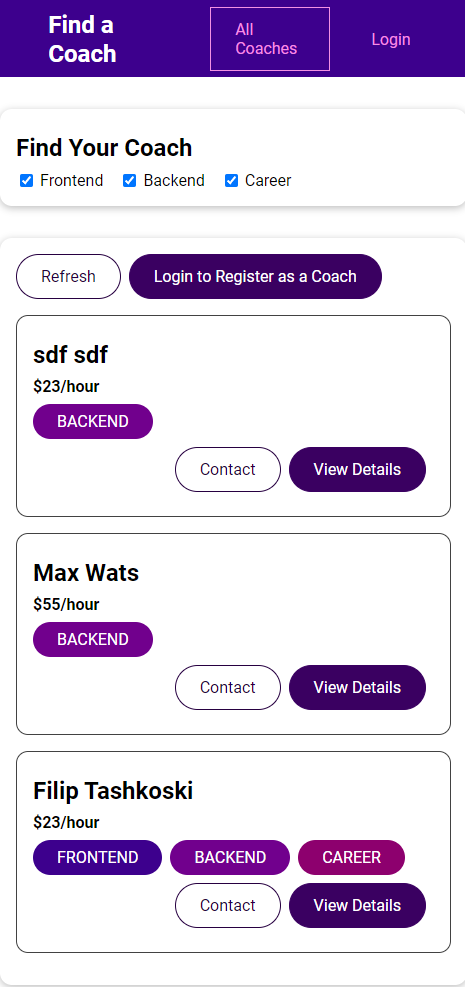 Find a
Coach
All
Coaches
Login
Find Your Coach
Frontend Backend Career
Refresh Login to Register as a Coach
sdf sdf
$23/hour
BACKEND
Contact View Details
Max Wats
$55/hour
BACKEND
Contact View Details
Filip Tashkoski
$23/hour
FRONTEND BACKEND CAREER
Contact View Details